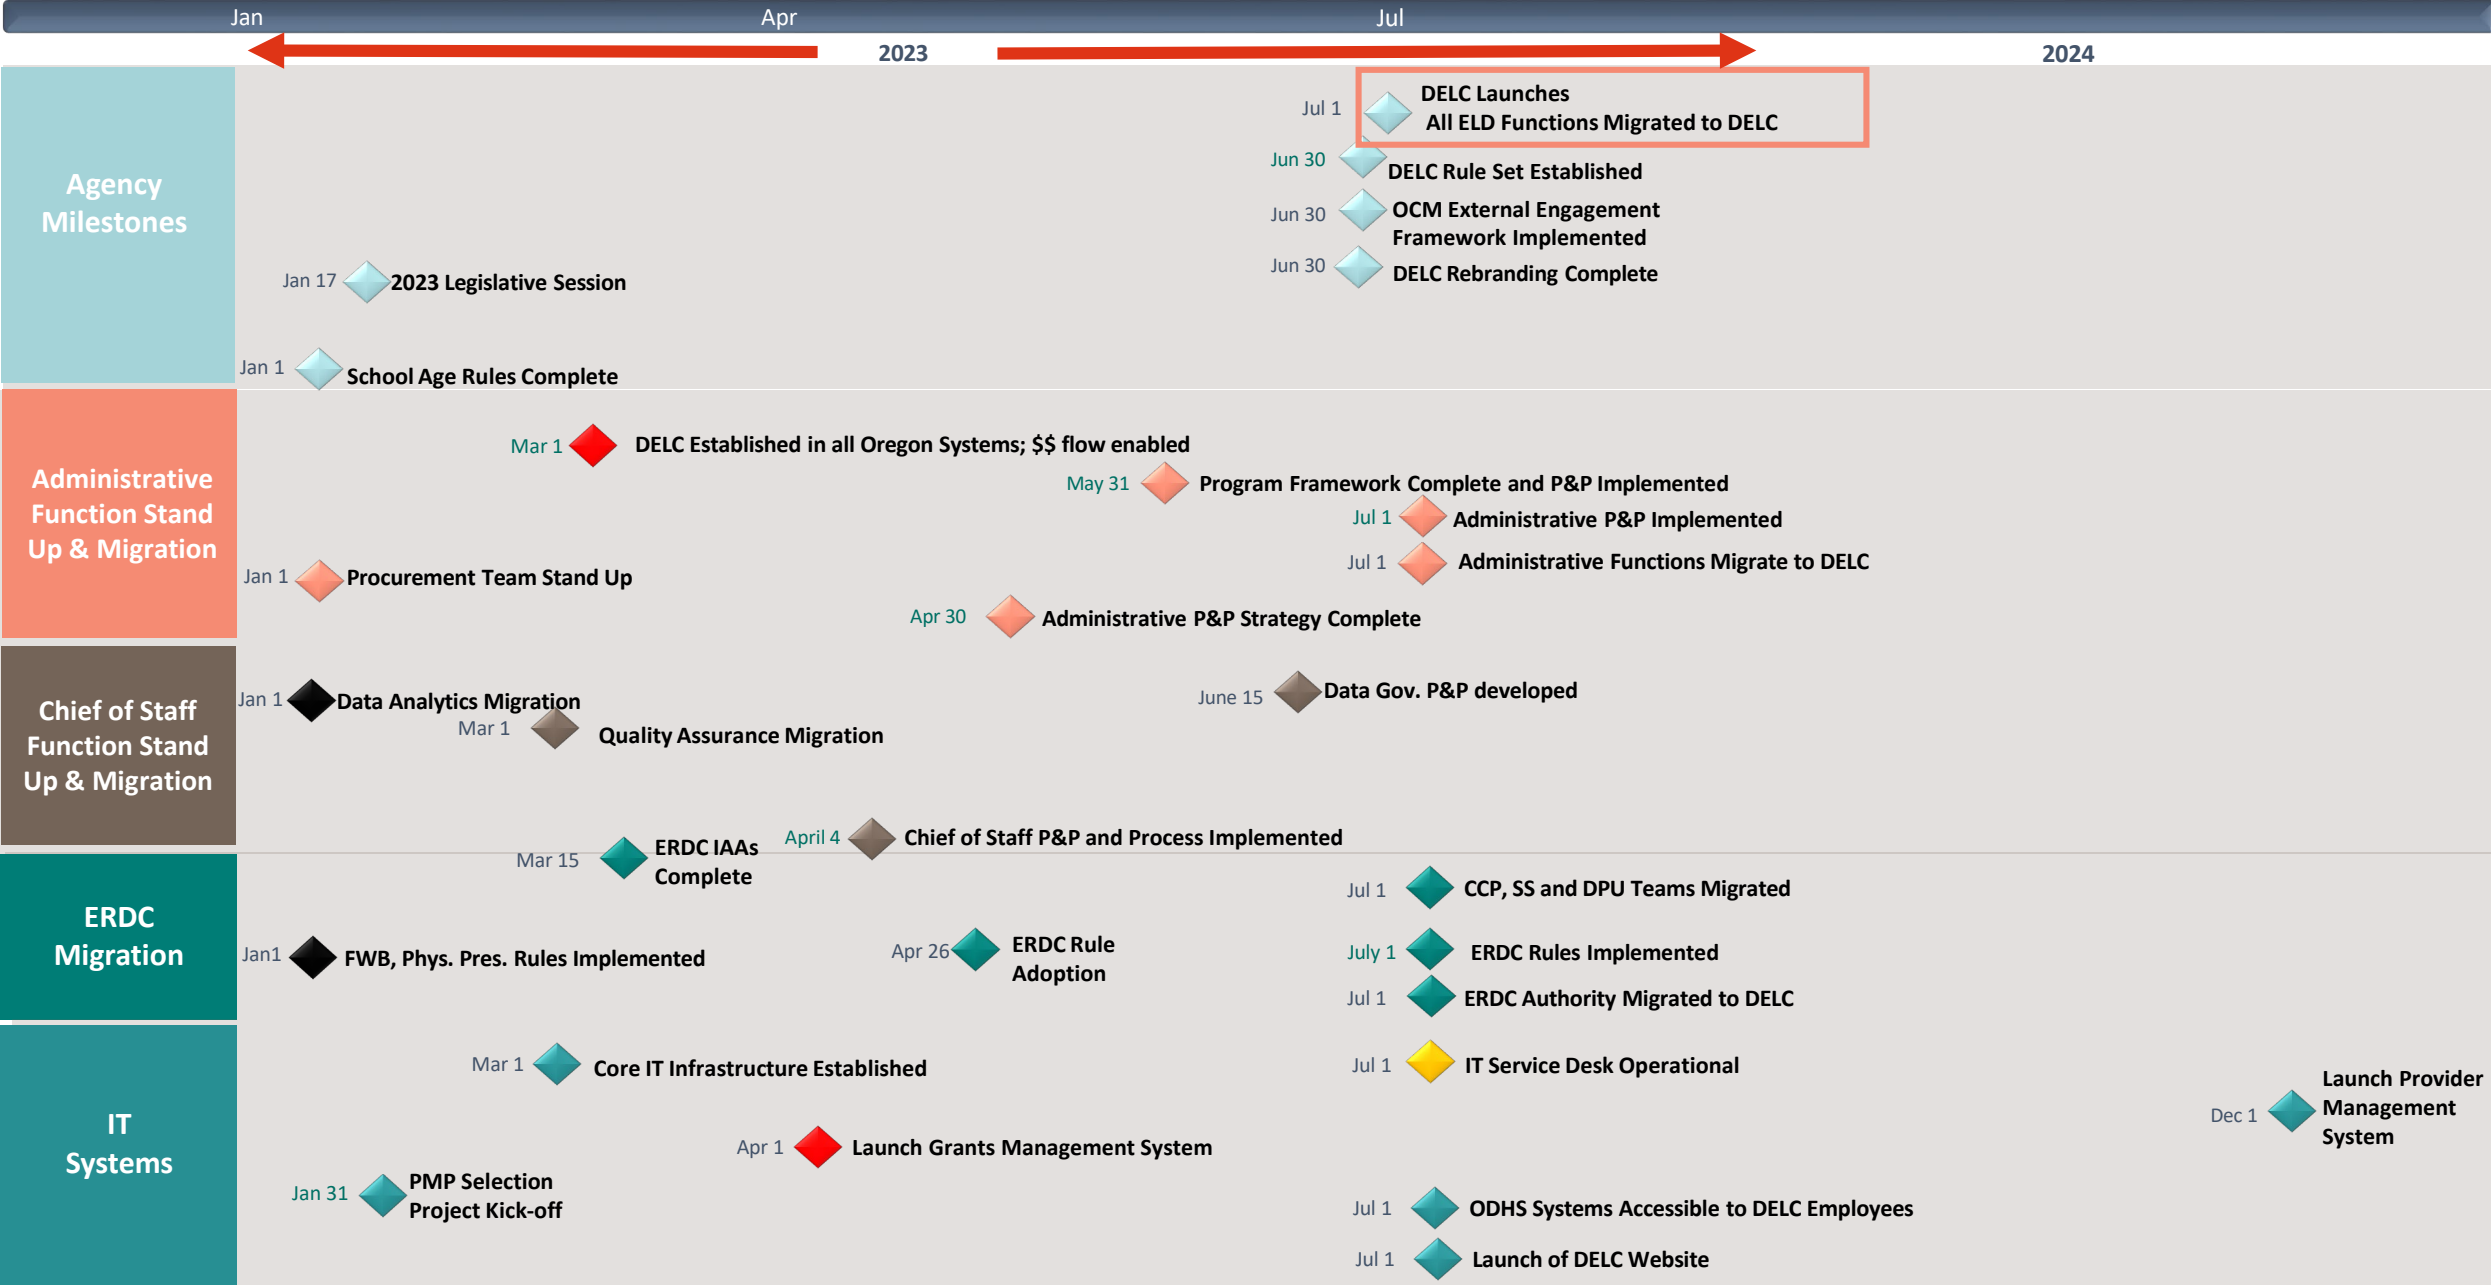 Jan
Apr
Jul
2023
2024
Agency
Milestones
Jul 1
DELC Launches
All ELD Functions Migrated to DELC
Jun 30
DELC Rule Set Established
Jun 30
OCM External Engagement
Framework Implemented
Jun 30
DELC Rebranding Complete
Jan 17
2023 Legislative Session
Jan 1
School Age Rules Complete
Administrative
Function Stand
Up & Migration
Mar 1
DELC Established in all Oregon Systems; $$ flow enabled
May 31
Program Framework Complete and P&P Implemented
Jul 1
Administrative P&P Implemented
Jul 1
Administrative Functions Migrate to DELC
Jan 1
Procurement Team Stand Up
Apr 30
Administrative P&P Strategy Complete
Chief of Staff
Function Stand
Up & Migration
Jan 1
Data Analytics Migration
June 15
Data Gov. P&P developed
Mar 1
Quality Assurance Migration
April 4
Chief of Staff P&P and Process Implemented
ERDC
Migration
Mar 15
ERDC IAAs
Complete
Jul 1
CCP, SS and DPU Teams Migrated
Jan1
FWB, Phys. Pres. Rules Implemented
Apr 26
ERDC Rule
Adoption
July 1
ERDC Rules Implemented
Jul 1
ERDC Authority Migrated to DELC
IT
Systems
Mar 1
Core IT Infrastructure Established
Jul 1
IT Service Desk Operational
Dec 1
Launch Provider
Management
System
Apr 1
Launch Grants Management System
Jan 31
PMP Selection
Project Kick-off
Jul 1
ODHS Systems Accessible to DELC Employees
Jul 1
Launch of DELC Website